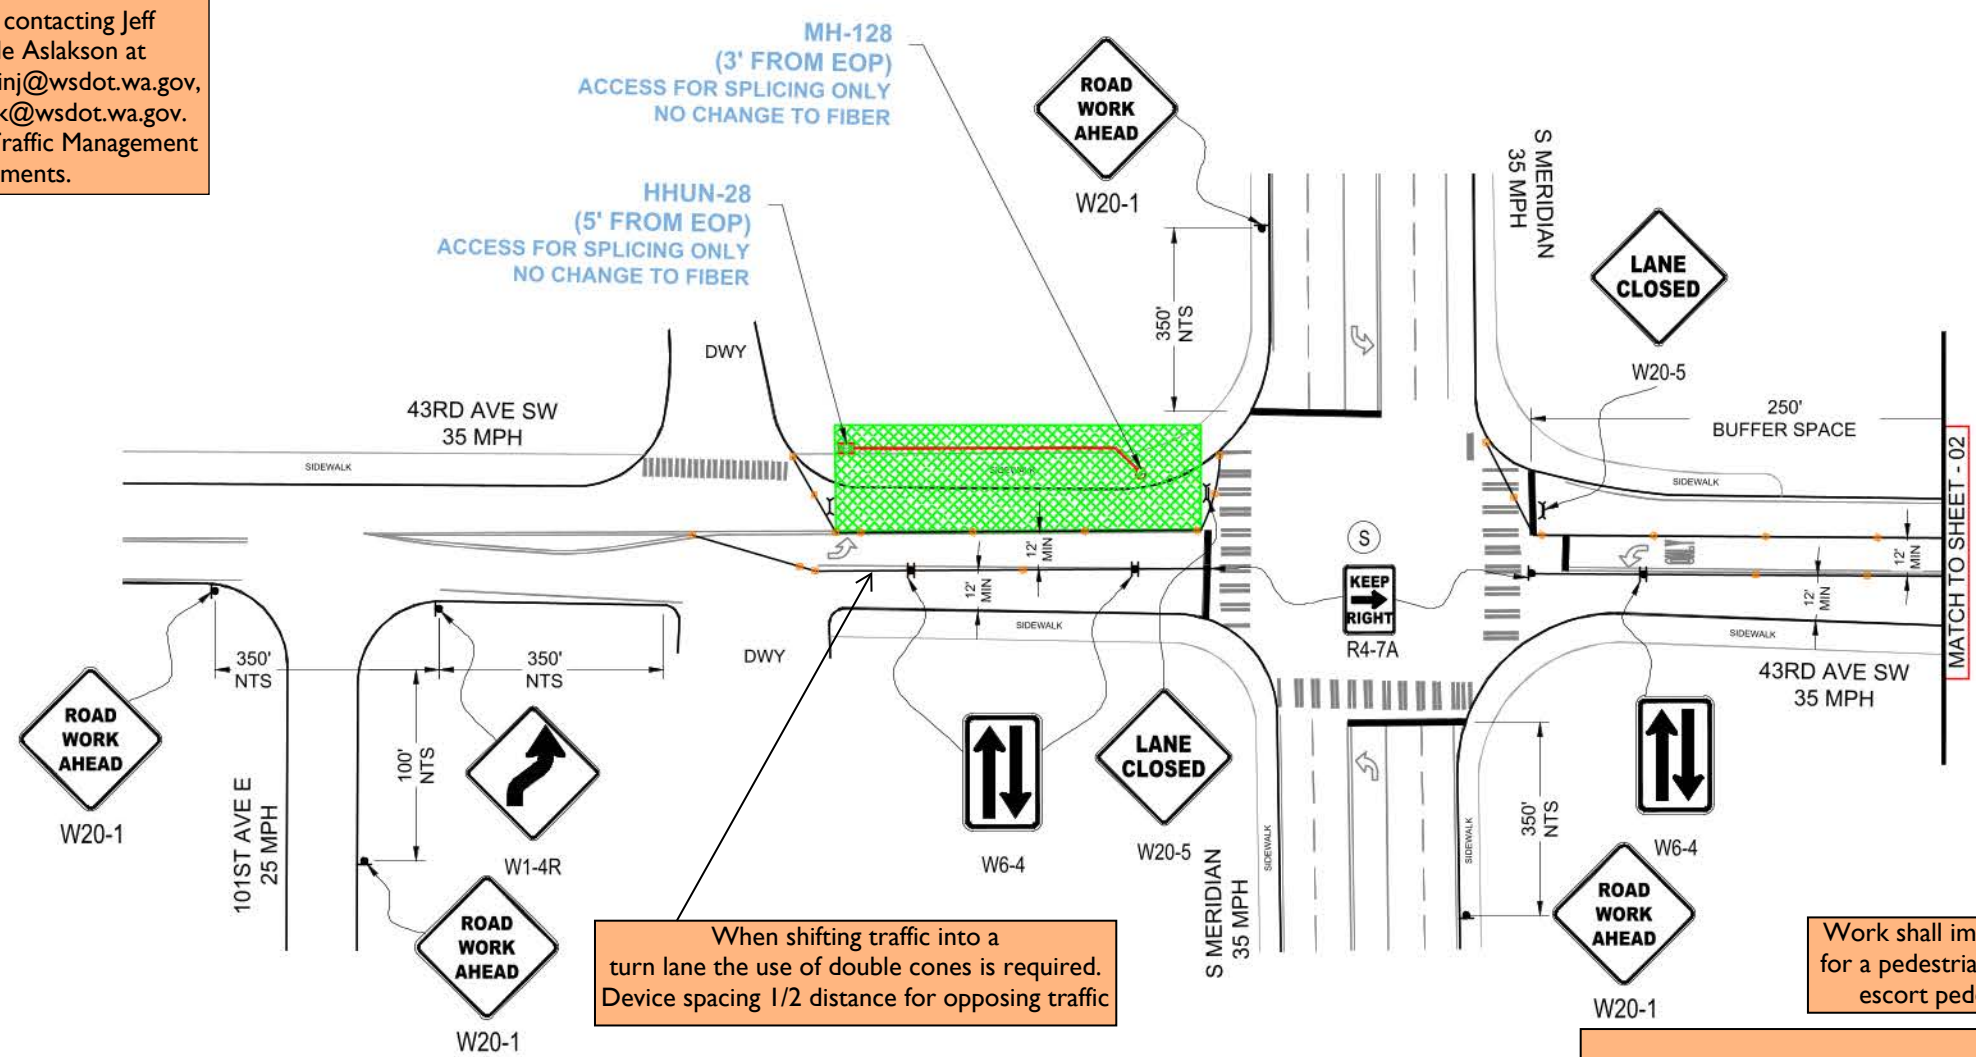 contacting Jeff
le Aslakson at
inj@wsdot.wa.gov,
k@wsdot.wa.gov.
raffic Management
ments.
MH-128
(3' FROM EOP)
ACCESS FOR SPLICING ONLY
NO CHANGE TO FIBER
HHUN-28
(5' FROM EOP)
ACCESS FOR SPLICING ONLY
NO CHANGE TO FIBER
ROAD
WORK
AHEAD
W20-1
350'
NTS
S MERIDIAN
35 MPH
LANE
CLOSED
W20-5
250'
BUFFER SPACE
DWY
43RD AVE SW
35 MPH
SIDEWALK
SIDEWALK
SIDEWALK
MATCH TO SHEET - 02
12'
MIN
12'
MIN
S
KEEP
RIGHT
R4-7A
12'
MIN
12'
MIN
SIDEWALK
SIDEWALK
43RD AVE SW
35 MPH
DWY
350'
NTS
350'
NTS
ROAD
WORK
AHEAD
W20-1
101ST AVE E
25 MPH
100'
NTS
W1-4R
ROAD
WORK
AHEAD
W20-1
W6-4
LANE
CLOSED
W20-5
S MERIDIAN
35 MPH
SIDEWALK
SIDEWALK
350'
NTS
W6-4
ROAD
WORK
AHEAD
W20-1
When shifting traffic into a
turn lane the use of double cones is required.
Device spacing 1/2 distance for opposing traffic
Work shall im
for a pedestria
escort ped